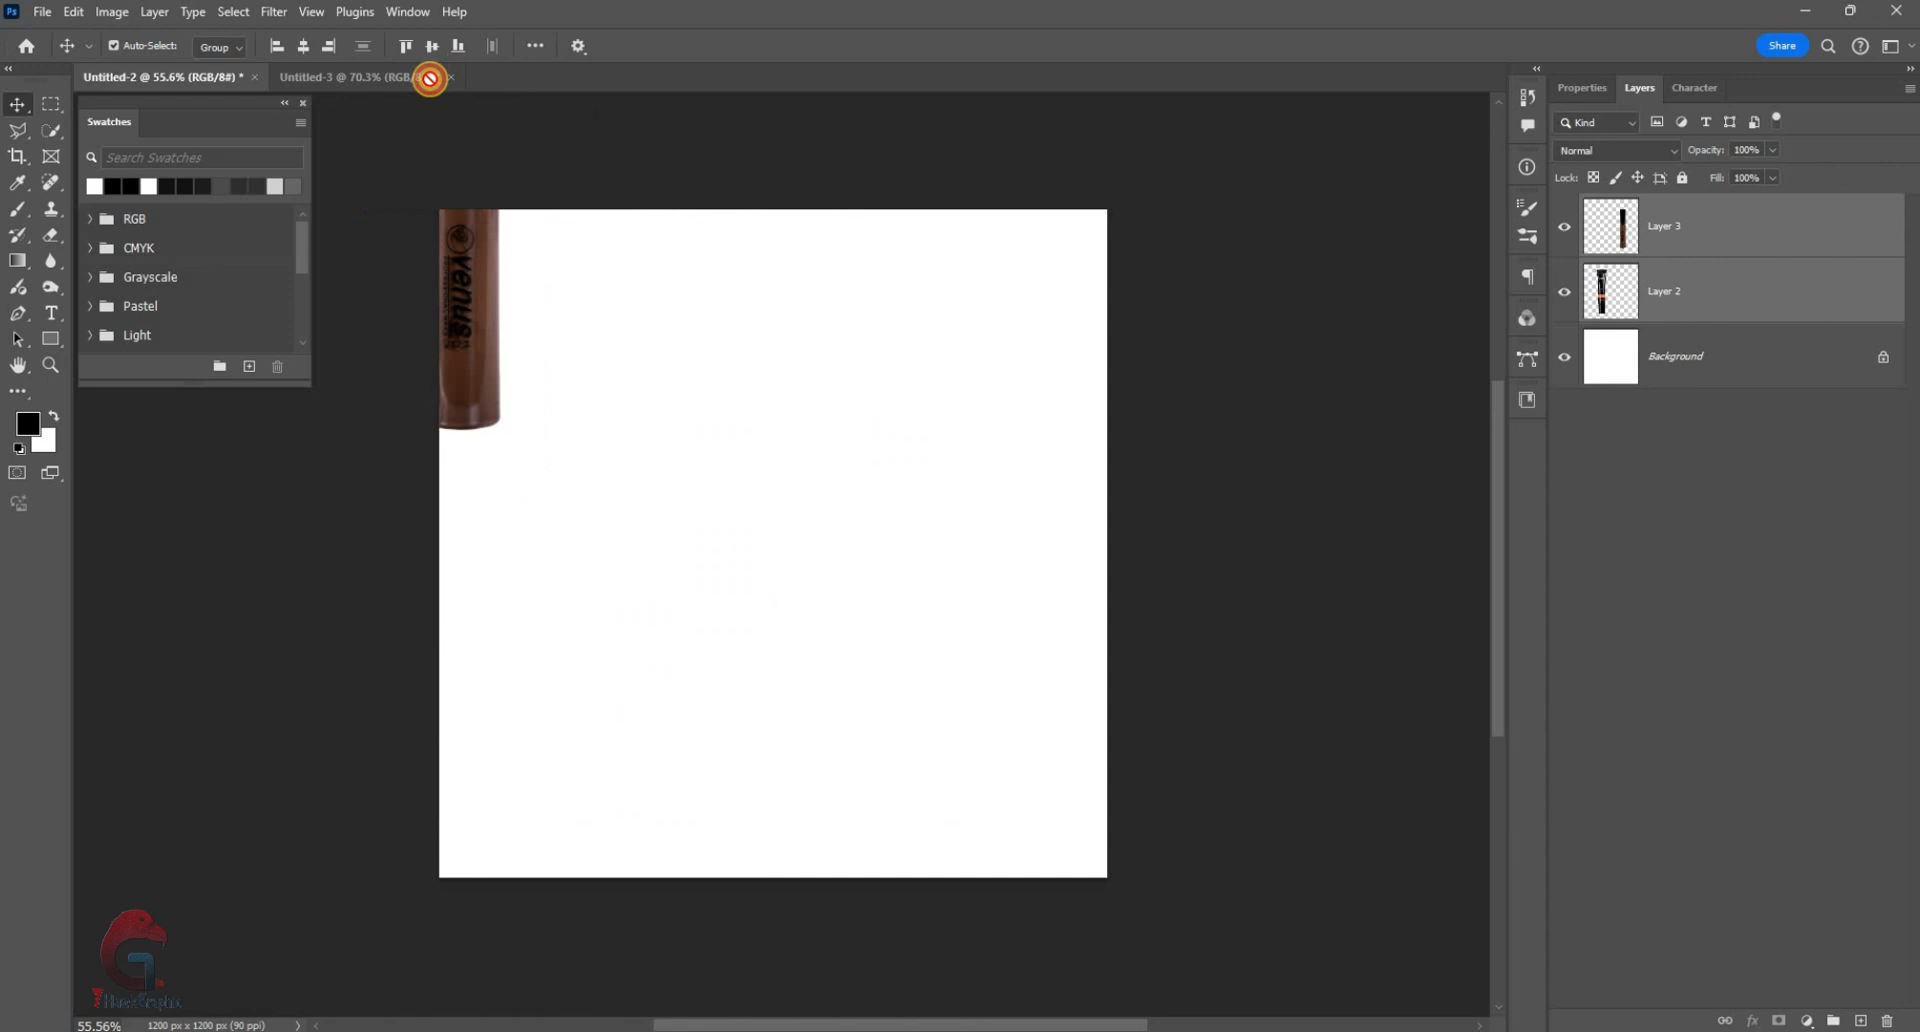 Ps File Edit Image Layer Type Select Filter View Plugins Window Help
Auto-Select: Group Share
Untitled-2 @ 55.6% (RGB/8#) * × Untitled-3 @ 70.3% (RGB/8
Swatches
Search Swatches
RGB
CMYK
Grayscale
Pastel
Light
venus
Properties Layers Character
Kind
Normal Opacity: 100%
Lock: Fill: 100%
Layer 3
Layer 2
Background
55.56% 1200 px x 1200 px (90 ppi)